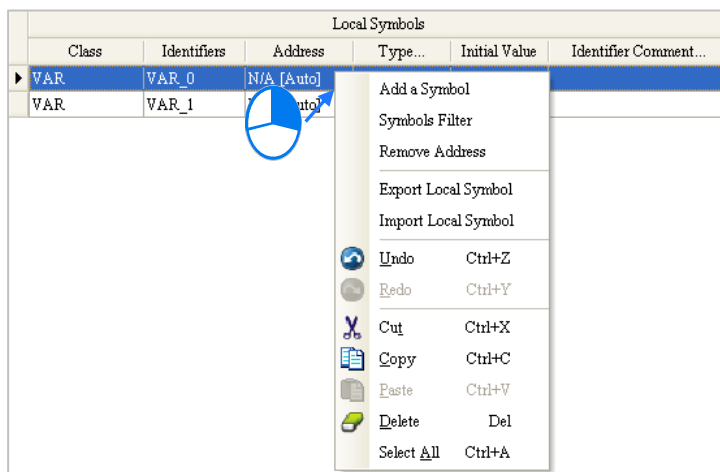 Local Symbols
Class Identifiers Address Type... Initial Value Identifier Comment...
VAR VAR_0 N/A [Auto]
VAR VAR_1
Add a Symbol
Symbols Filter
Remove Address
Export Local Symbol
Import Local Symbol
Undo Ctrl+Z
Redo Ctrl+Y
Cut Ctrl+X
Copy Ctrl+C
Paste Ctrl+V
Delete Del
Select All Ctrl+A